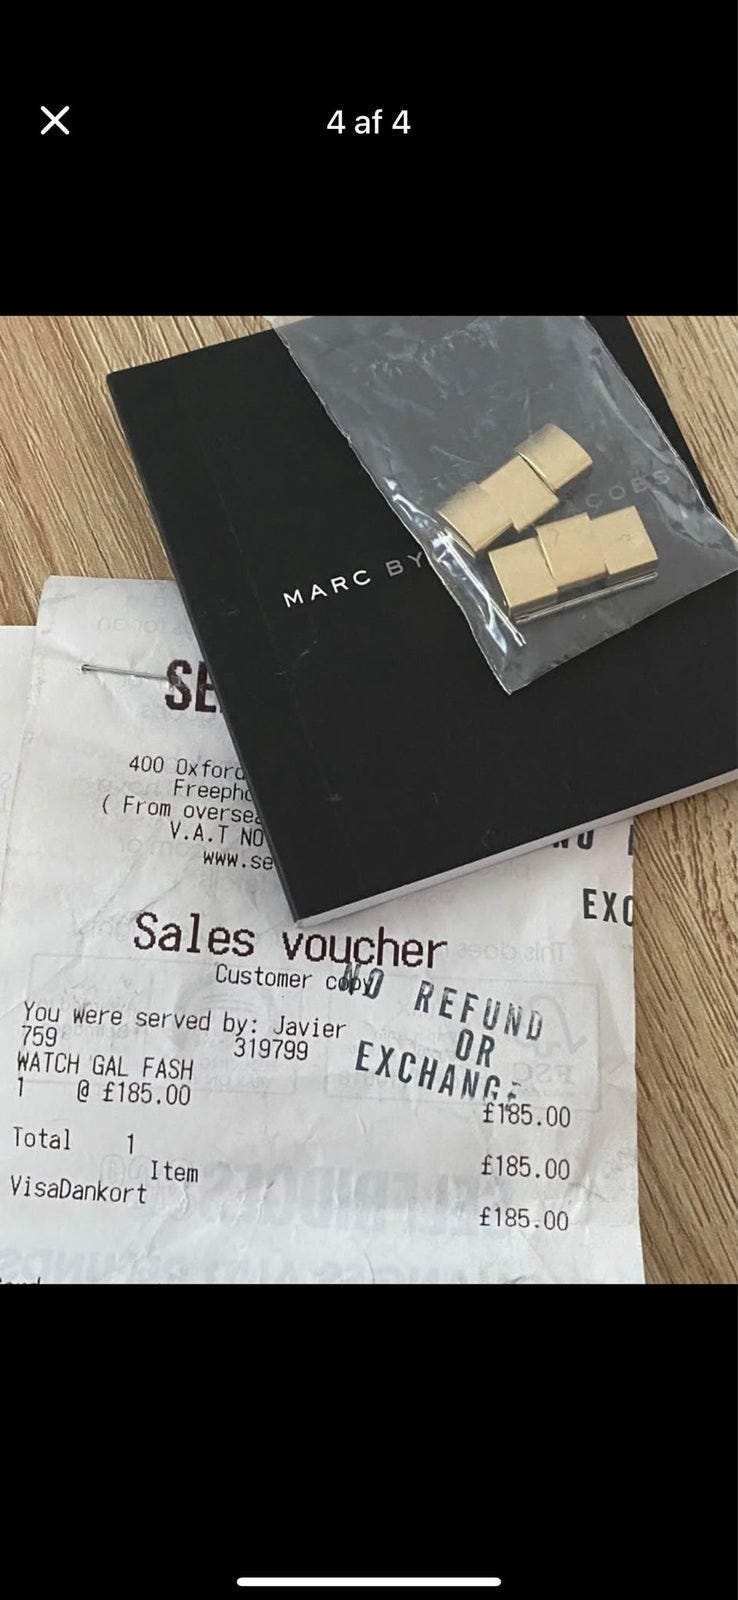 4 af 4
MARC BY
COBS
SE
400 Oxford
Freepho
( From oversea
V.A.T NO
www.se
EXC
Sales voucher
Customer copy
NO REFUND
OR
EXCHANGE
You were served by: Javier
759 319799
WATCH GAL FASH
1 @ £185.00 £185.00
Total 1
Item £185.00
VisaDankort
£185.00